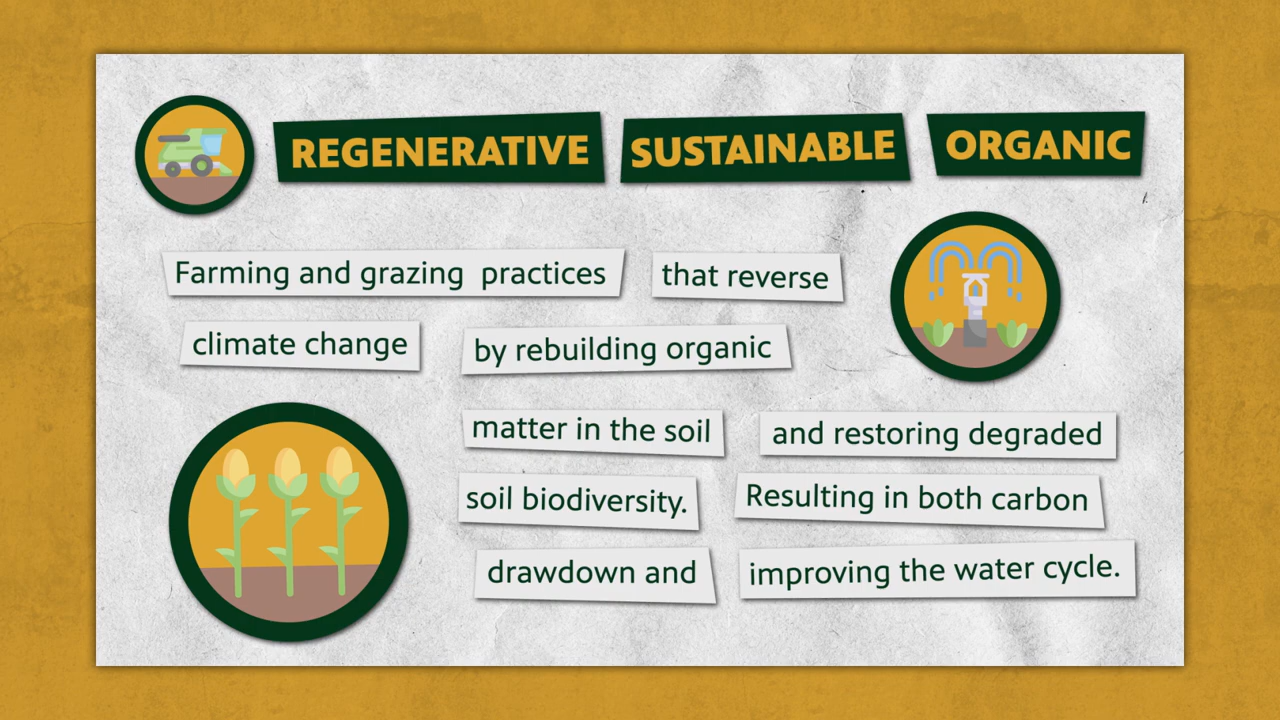 REGENERATIVE SUSTAINABLE ORGANIC
Farming and grazing practices that reverse
climate change by rebuilding organic
matter in the soil and restoring degraded
soil biodiversity. Resulting in both carbon
drawdown and improving the water cycle.